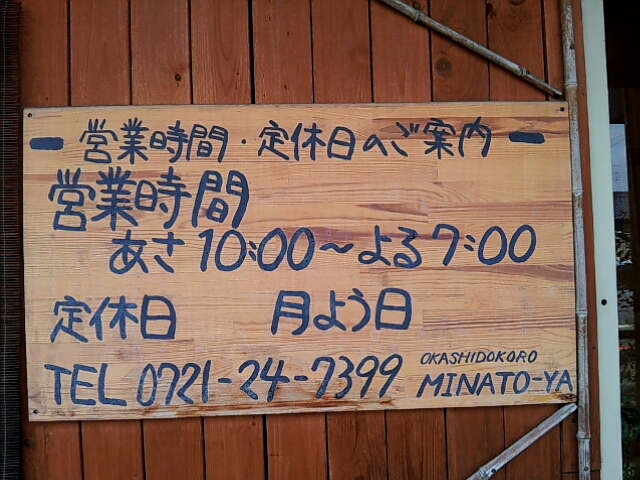 ー 営業時間・定休日のご案内 ー
営業時間
あさ10:00～よる7:00
定休日 月よう日
TEL 0721-24-7399
OKASHIDOKORO
MINATO-YA